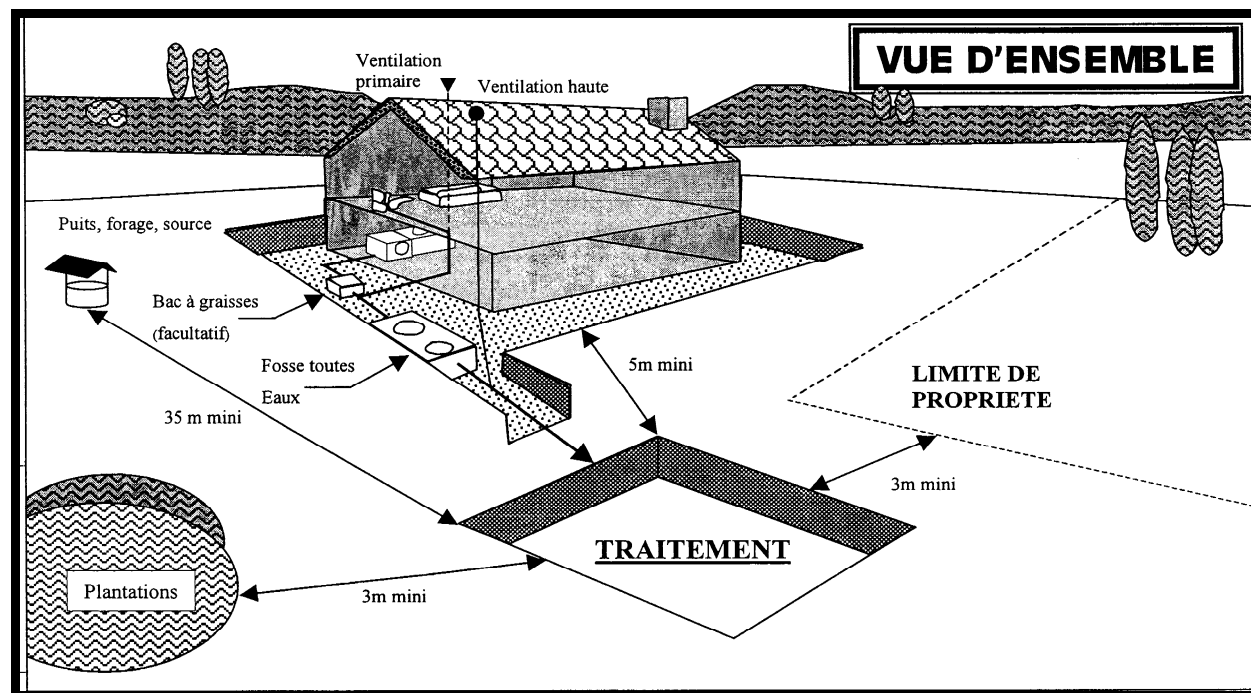 VUE D'ENSEMBLE
Ventilation
primaire
Ventilation haute
Puits, forage, source
Bac à graisses
(facultatif)
Fosse toutes
Eaux
5m mini
LIMITE DE
PROPRIETE
35 m mini
3m mini
TRAITEMENT
Plantations
3m mini